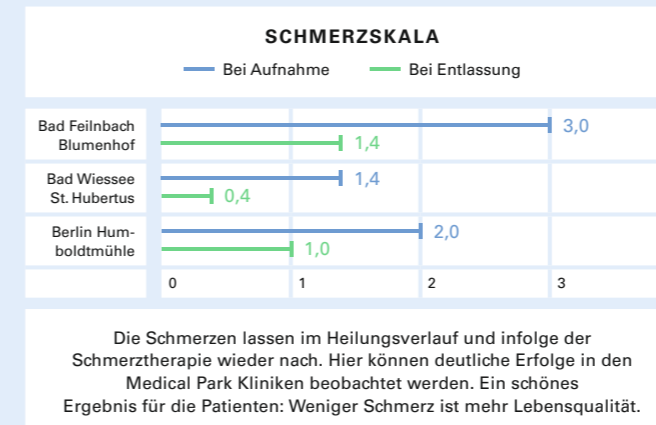 SCHMERZSKALA
Bei Aufnahme Bei Entlassung
Bad Feilnbach
Blumenhof
3,0
1,4
Bad Wiessee
St. Hubertus
1,4
0,4
Berlin Hum-
boldtmühle
2,0
1,0
0 1 2 3
Die Schmerzen lassen im Heilungsverlauf und infolge der
Schmerztherapie wieder nach. Hier können deutliche Erfolge in den
Medical Park Kliniken beobachtet werden. Ein schönes
Ergebnis für die Patienten: Weniger Schmerz ist mehr Lebensqualität.